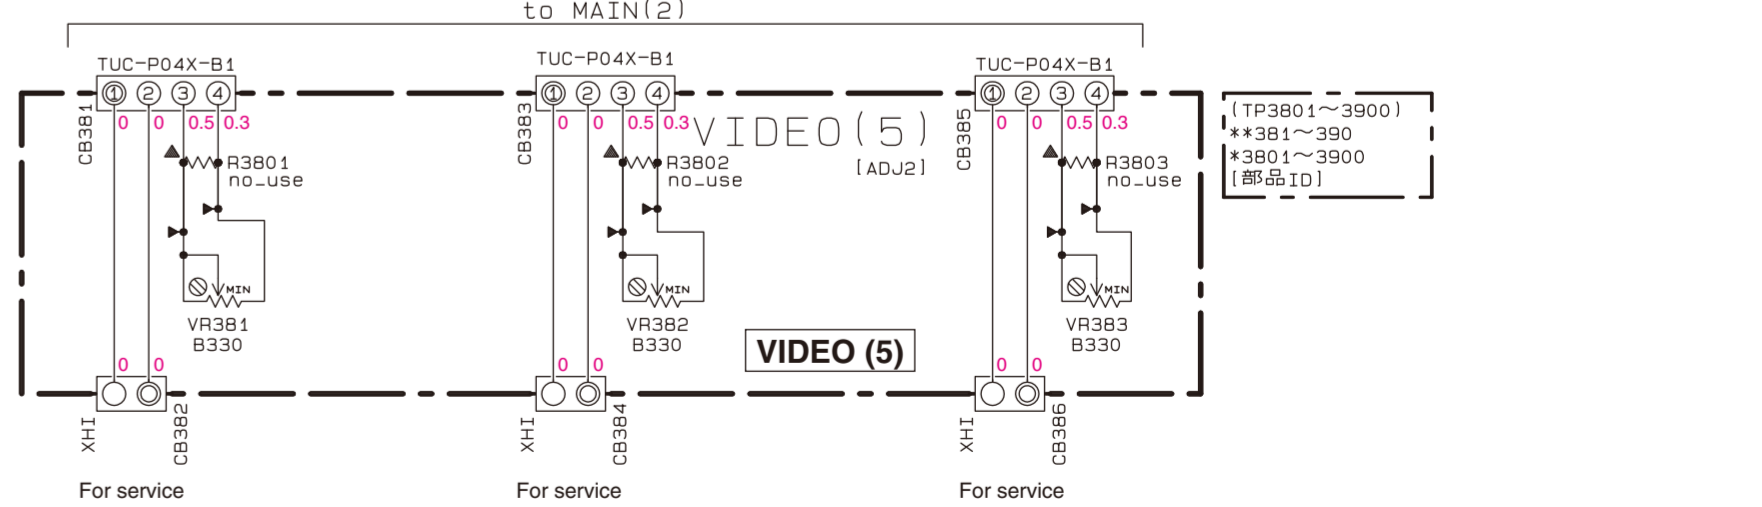 to MAIN(2)
TUC-P04X-B1 TUC-P04X-B1 TUC-P04X-B1
1 2 3 4 1 2 3 4 1 2 3 4
CB381 CB383 CB385
0 0 0.5 0.3 0 0 0.5 0.3 0 0 0.5 0.3
VIDEO(5)
[ADJ2]
R3801 R3802 R3803
no_use no_use no_use
(TP3801～3900)
**381～390
*3801～3900
[部品ID]
MIN MIN MIN
VR381 VR382 VR383
B330 B330 B330
VIDEO (5)
0 0 0 0 0 0
XHI CB382 XHI CB384 XHI CB386
For service For service For service